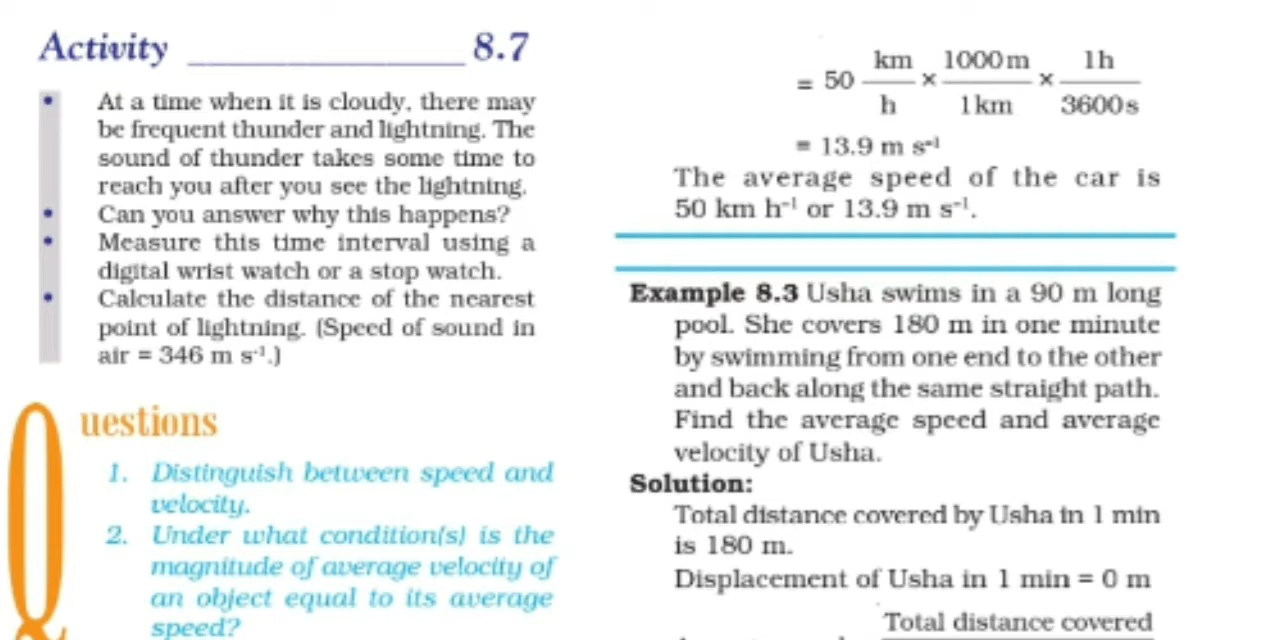 Activity ______________ 8.7
• At a time when it is cloudy, there may
be frequent thunder and lightning. The
sound of thunder takes some time to
reach you after you see the lightning.
• Can you answer why this happens?
• Measure this time interval using a
digital wrist watch or a stop watch.
• Calculate the distance of the nearest
point of lightning. (Speed of sound in
air = 346 m s⁻¹.)
Questions
1. Distinguish between speed and
velocity.
2. Under what condition(s) is the
magnitude of average velocity of
an object equal to its average
speed?
= 50 km/h × 1000 m/1 km × 1h/3600 s
= 13.9 m s⁻¹
The average speed of the car is
50 km h⁻¹ or 13.9 m s⁻¹.
Example 8.3 Usha swims in a 90 m long
pool. She covers 180 m in one minute
by swimming from one end to the other
and back along the same straight path.
Find the average speed and average
velocity of Usha.
Solution:
Total distance covered by Usha in 1 min
is 180 m.
Displacement of Usha in 1 min = 0 m
Total distance covered